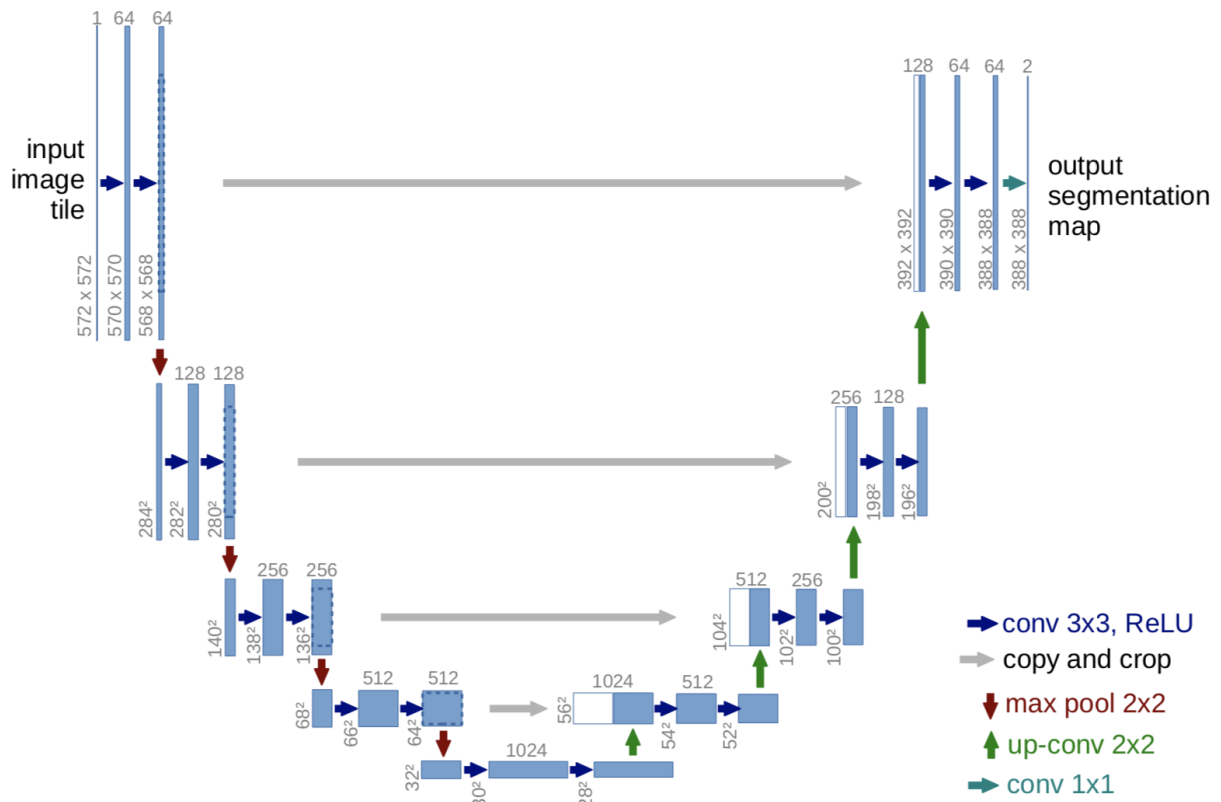 1 64 64
input
image
tile
572 x 572
570 x 570
568 x 568
128 64 64 2
392 x 392
390 x 390
388 x 388
388 x 388
output
segmentation
map
128 128
284²
282²
280²
256 128
200²
198²
196²
256 256
140²
138²
136²
512 256
104²
102²
100²
512 512
68²
66²
64²
1024 512
56²
54²
52²
1024
32²
conv 3x3, ReLU
copy and crop
max pool 2x2
up-conv 2x2
conv 1x1